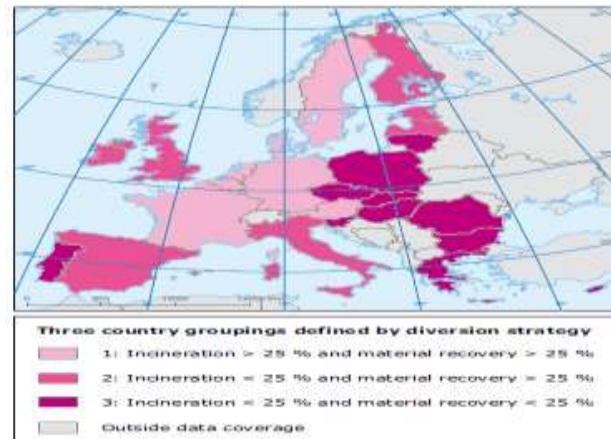 Three country groupings defined by diversion strategy
1: Incineration > 25 % and material recovery > 25 %
2: Incineration < 25 % and material recovery > 25 %
3: Incineration < 25 % and material recovery < 25 %
Outside data coverage